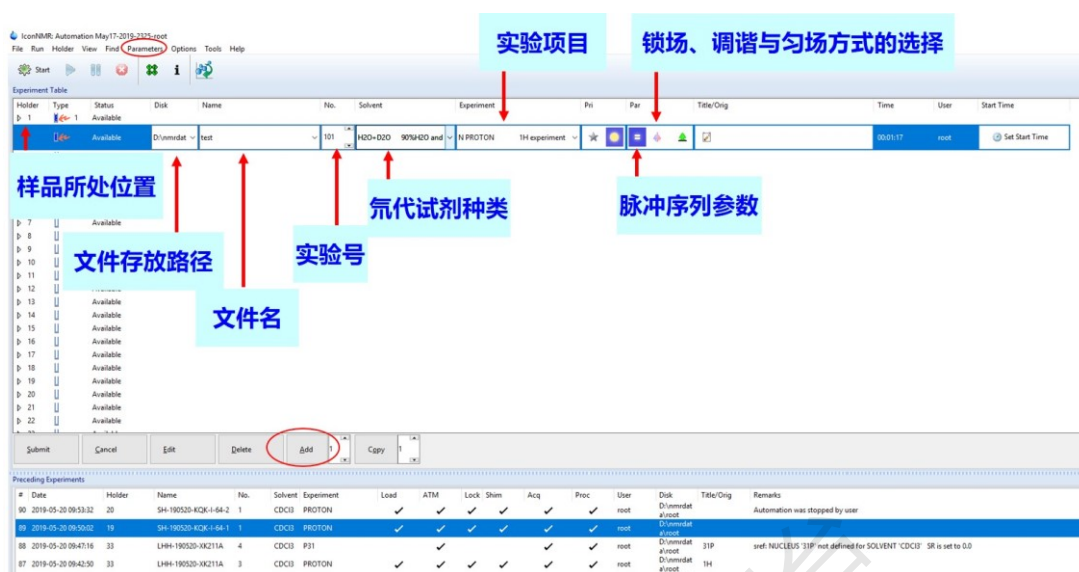 IconNMR: Automation May17-2019-2325-root
File Run Holder View Find Parameters Options Tools Help
实验项目
锁场、调谐与匀场方式的选择
Start
Experiment Table
Holder Type Status Disk Name No. Solvent Experiment Pri Par Title/Orig Time User Start Time
1 1 Available
Available D:\nmrdat test 101 H2O+D2O 90%H2O and N PROTON 1H experiment 00:01:17 root Set Start Time
样品所处位置
氘代试剂种类
脉冲序列参数
7 Available
8
实验号
9
文件存放路径
10
11
12
13 Available
文件名
14 Available
15 Available
16 Available
17 Available
18 Available
19 Available
20 Available
21 Available
22 Available
Submit Cancel Edit Delete Add 1 Copy 1
Preceding Experiments
# Date Holder Name No. Solvent Experiment Load ATM Lock Shim Acq Proc User Disk Title/Orig Remarks
90 2019-05-20 09:53:32 20 SH-190520-KQK-I-64-2 1 CDCl3 PROTON root D:\nmrdat a\root Automation was stopped by user
89 2019-05-20 09:50:02 19 SH-190520-KQK-I-64-1 1 CDCl3 PROTON root D:\nmrdat a\root
88 2019-05-20 09:47:16 33 LHH-190520-XK211A 4 CDCl3 P31 root D:\nmrdat a\root 31P sref: NUCLEUS '31P' not defined for SOLVENT 'CDCl3' SR is set to 0.0
87 2019-05-20 09:42:50 33 LHH-190520-XK211A 3 CDCl3 PROTON root D:\nmrdat a\root 1H